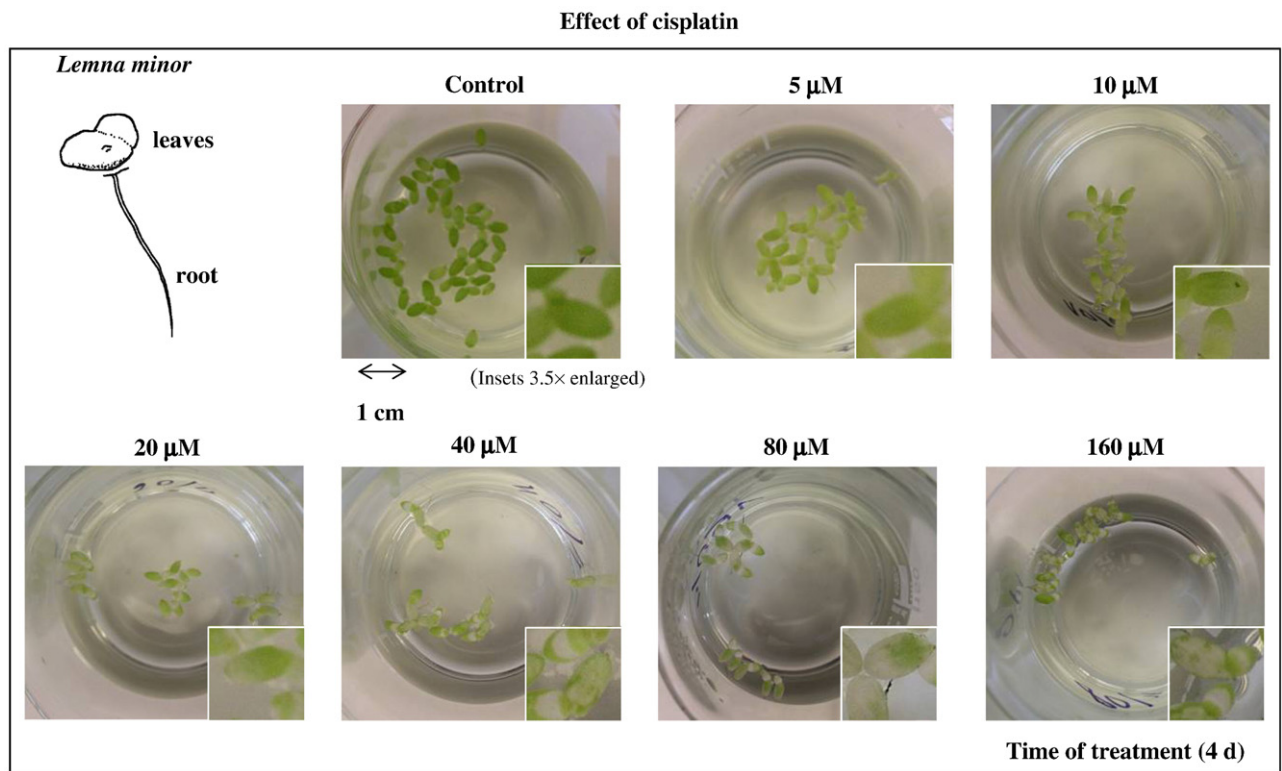 Effect of cisplatin
Lemna minor
leaves
root
Control
5 µM
10 µM
(Insets 3.5× enlarged)
1 cm
20 µM
40 µM
80 µM
160 µM
Time of treatment (4 d)